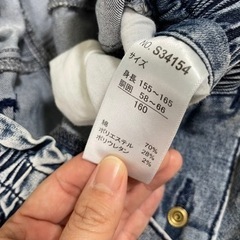 NO. S34154
サイズ
身長 155～165
胴囲 58～66
160
綿 70%
ポリエステル 28%
ポリウレタン 2%